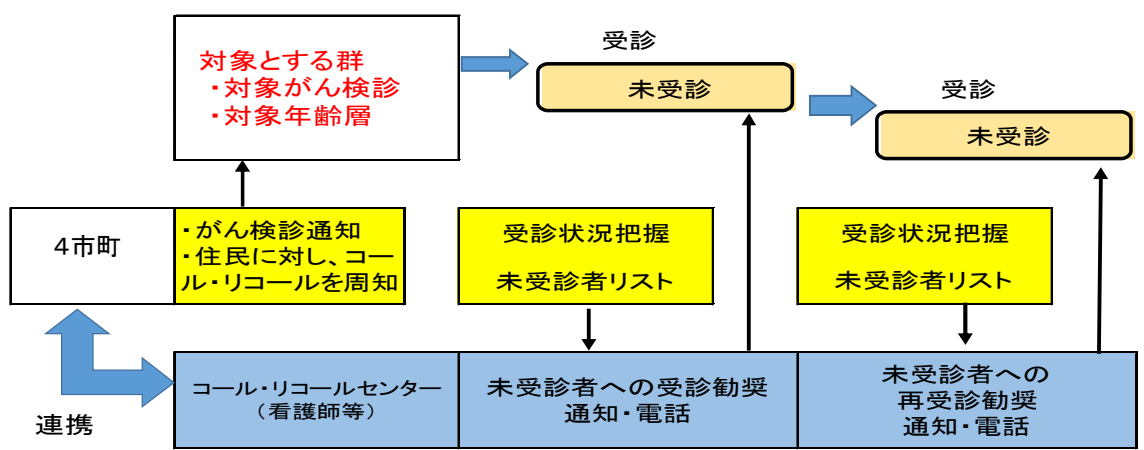 対象とする群
・対象がん検診
・対象年齢層
受診
未受診
受診
未受診
4市町
・がん検診通知
・住民に対し、コー
ル・リコールを周知
受診状況把握
未受診者リスト
受診状況把握
未受診者リスト
連携
コール・リコールセンター
（看護師等）
未受診者への受診勧奨
通知・電話
未受診者への
再受診勧奨
通知・電話